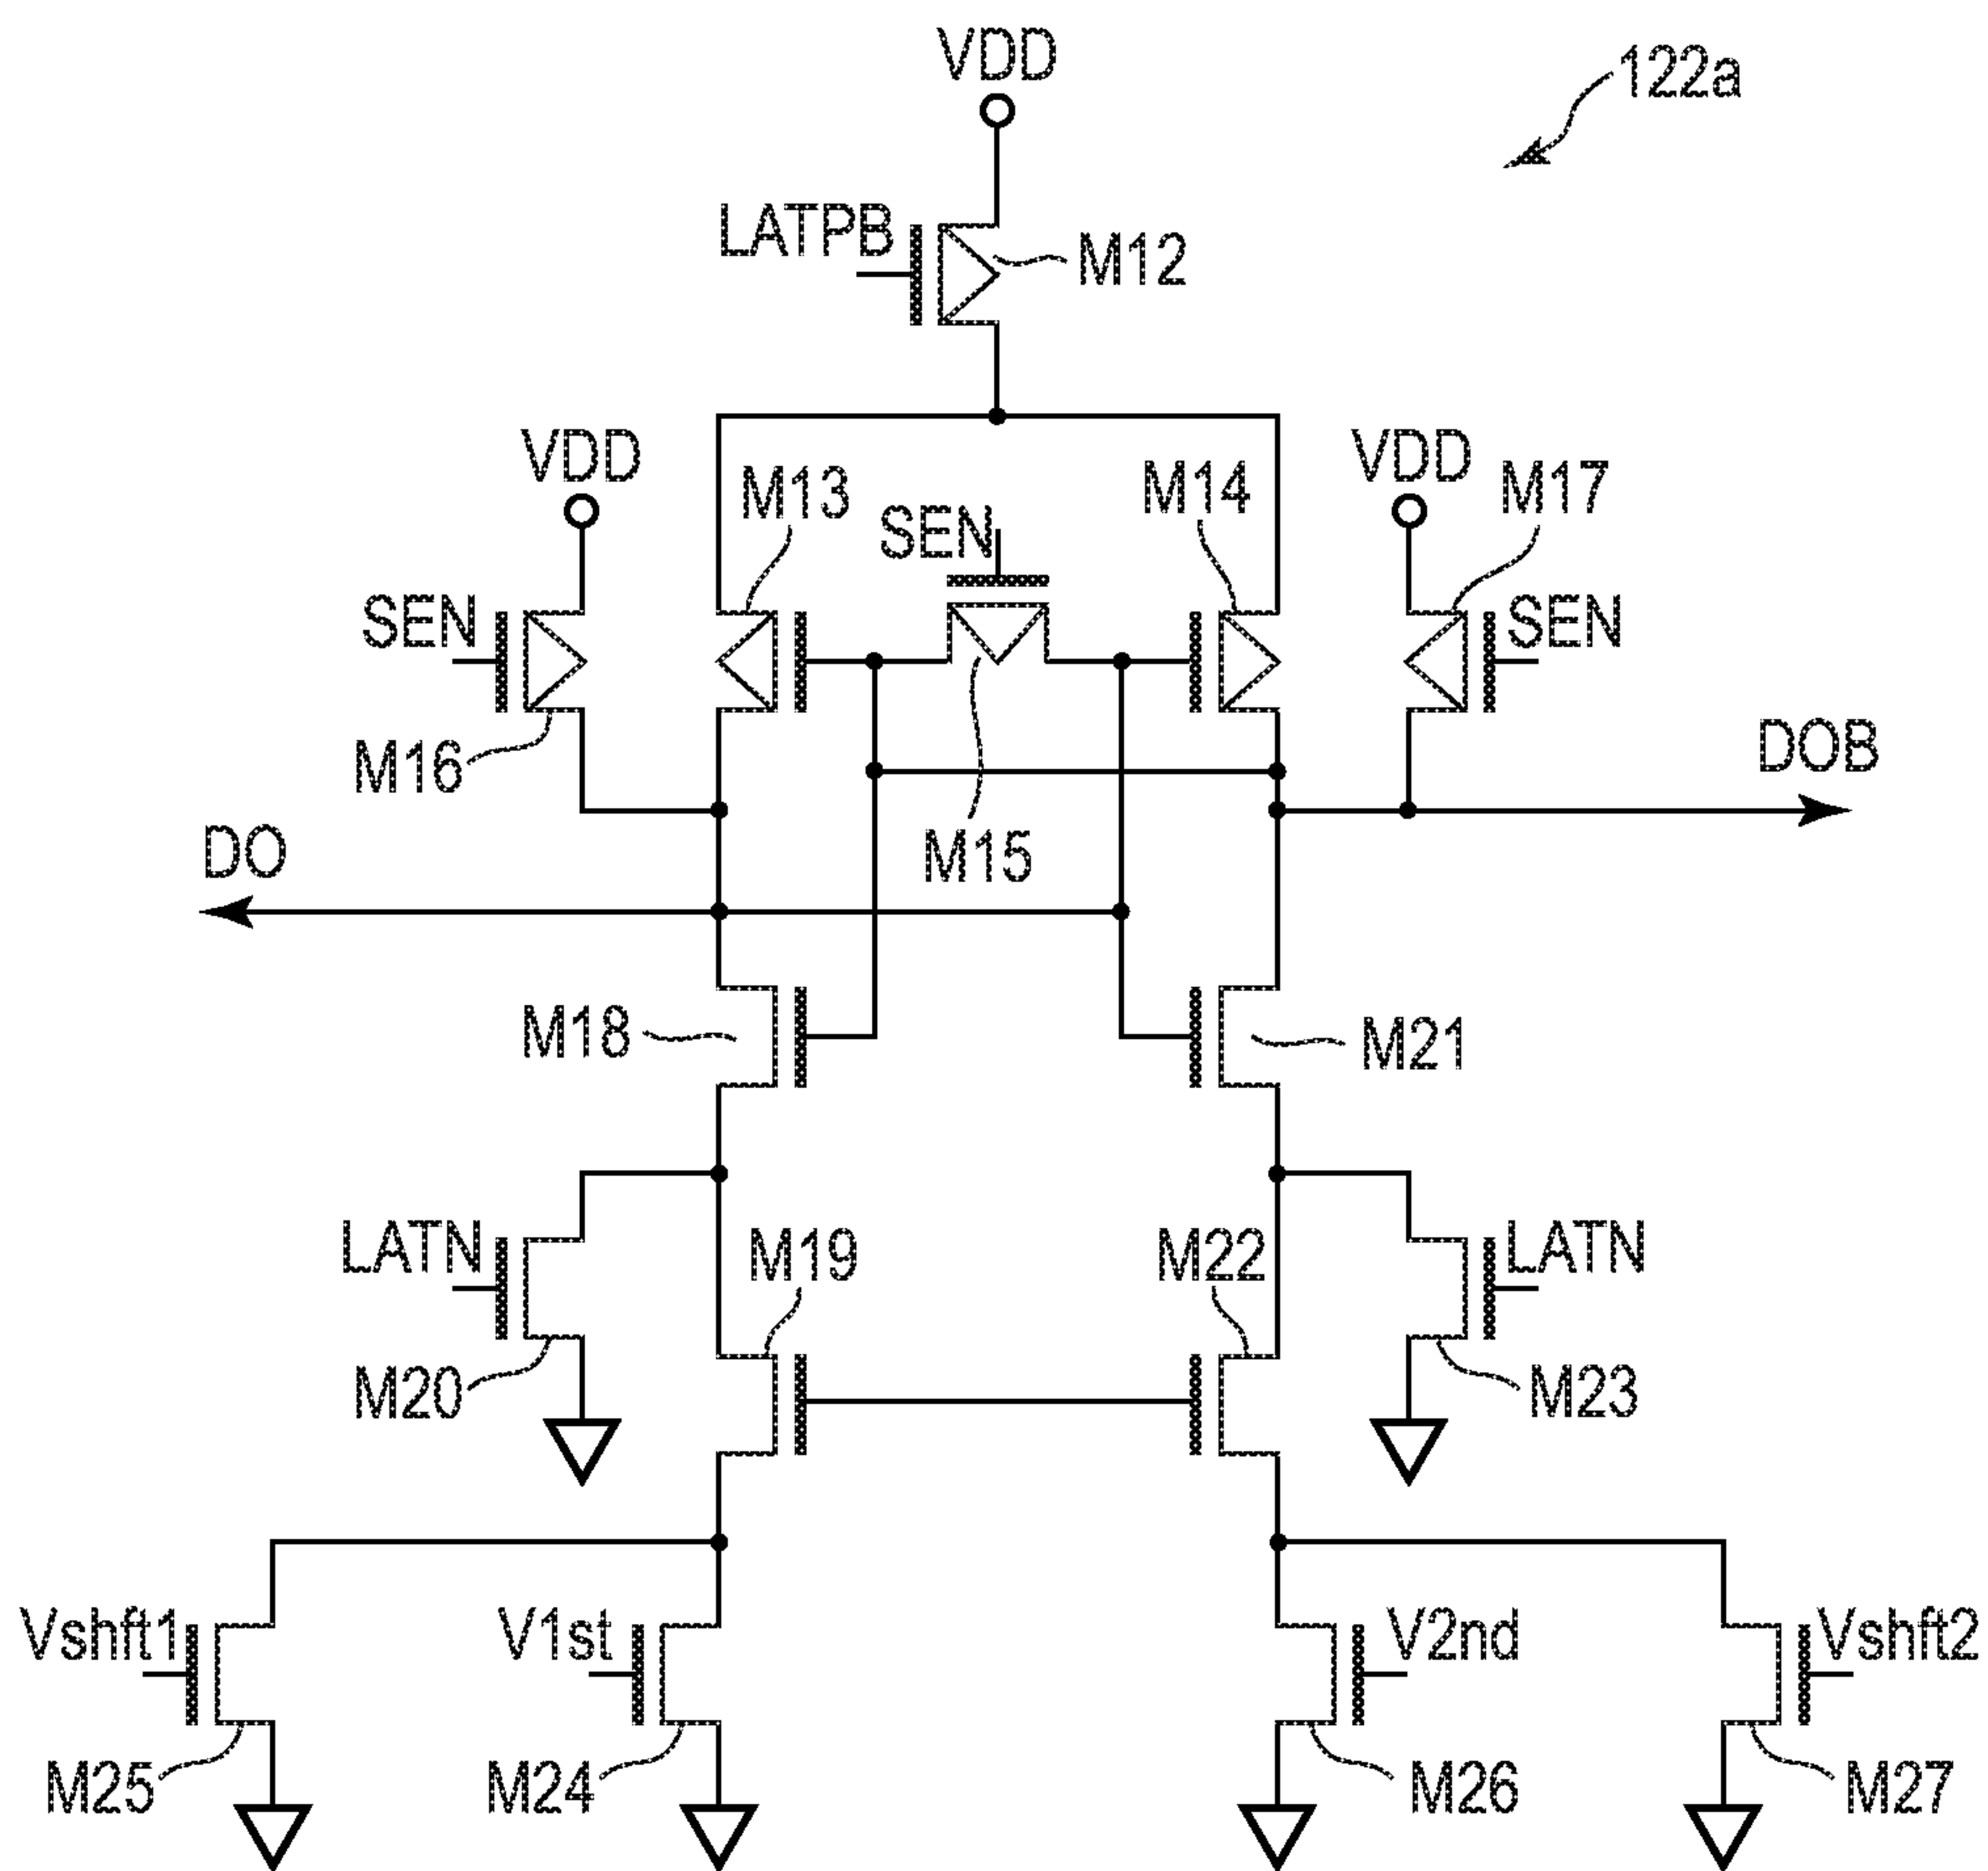 VDD
122a
LATPB
M12
VDD
M13
M14
VDD
M17
SEN
SEN
SEN
M16
DOB
DO
M15
M18
M21
LATN
M19
M22
LATN
M20
M23
Vshft1
V1st
V2nd
Vshft2
M25
M24
M26
M27